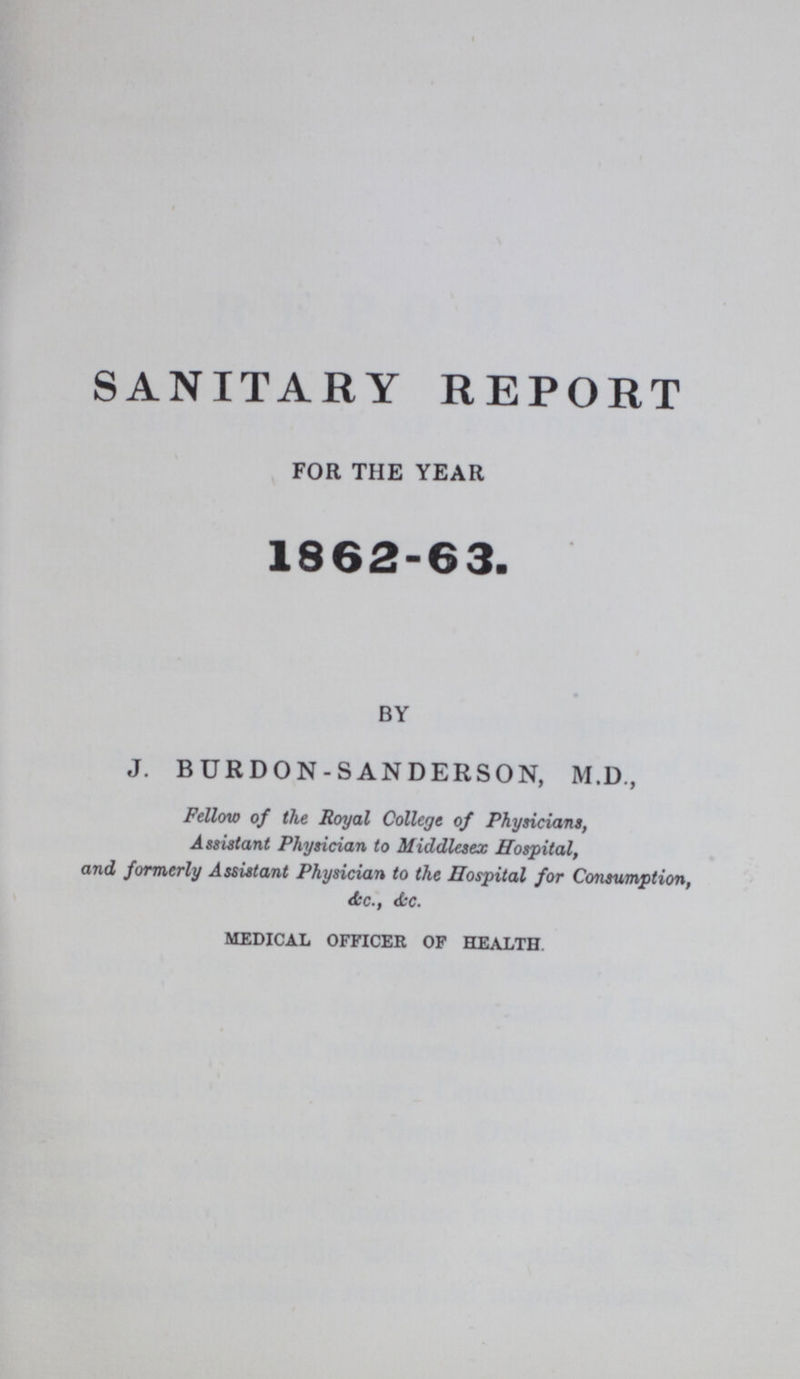 SANITARY REPORT
FOR THE YEAR
1862-63.
BY
J. BURDON-SANDERSON, M.D.,
Fellow of the Royal College of Physicians,
Assistant Physician to Middlesex Hospital,
and formerly Assistant Physician to the Hospital for Consumption,
&c., &c.
MEDICAL OFFICER OF HEALTH.